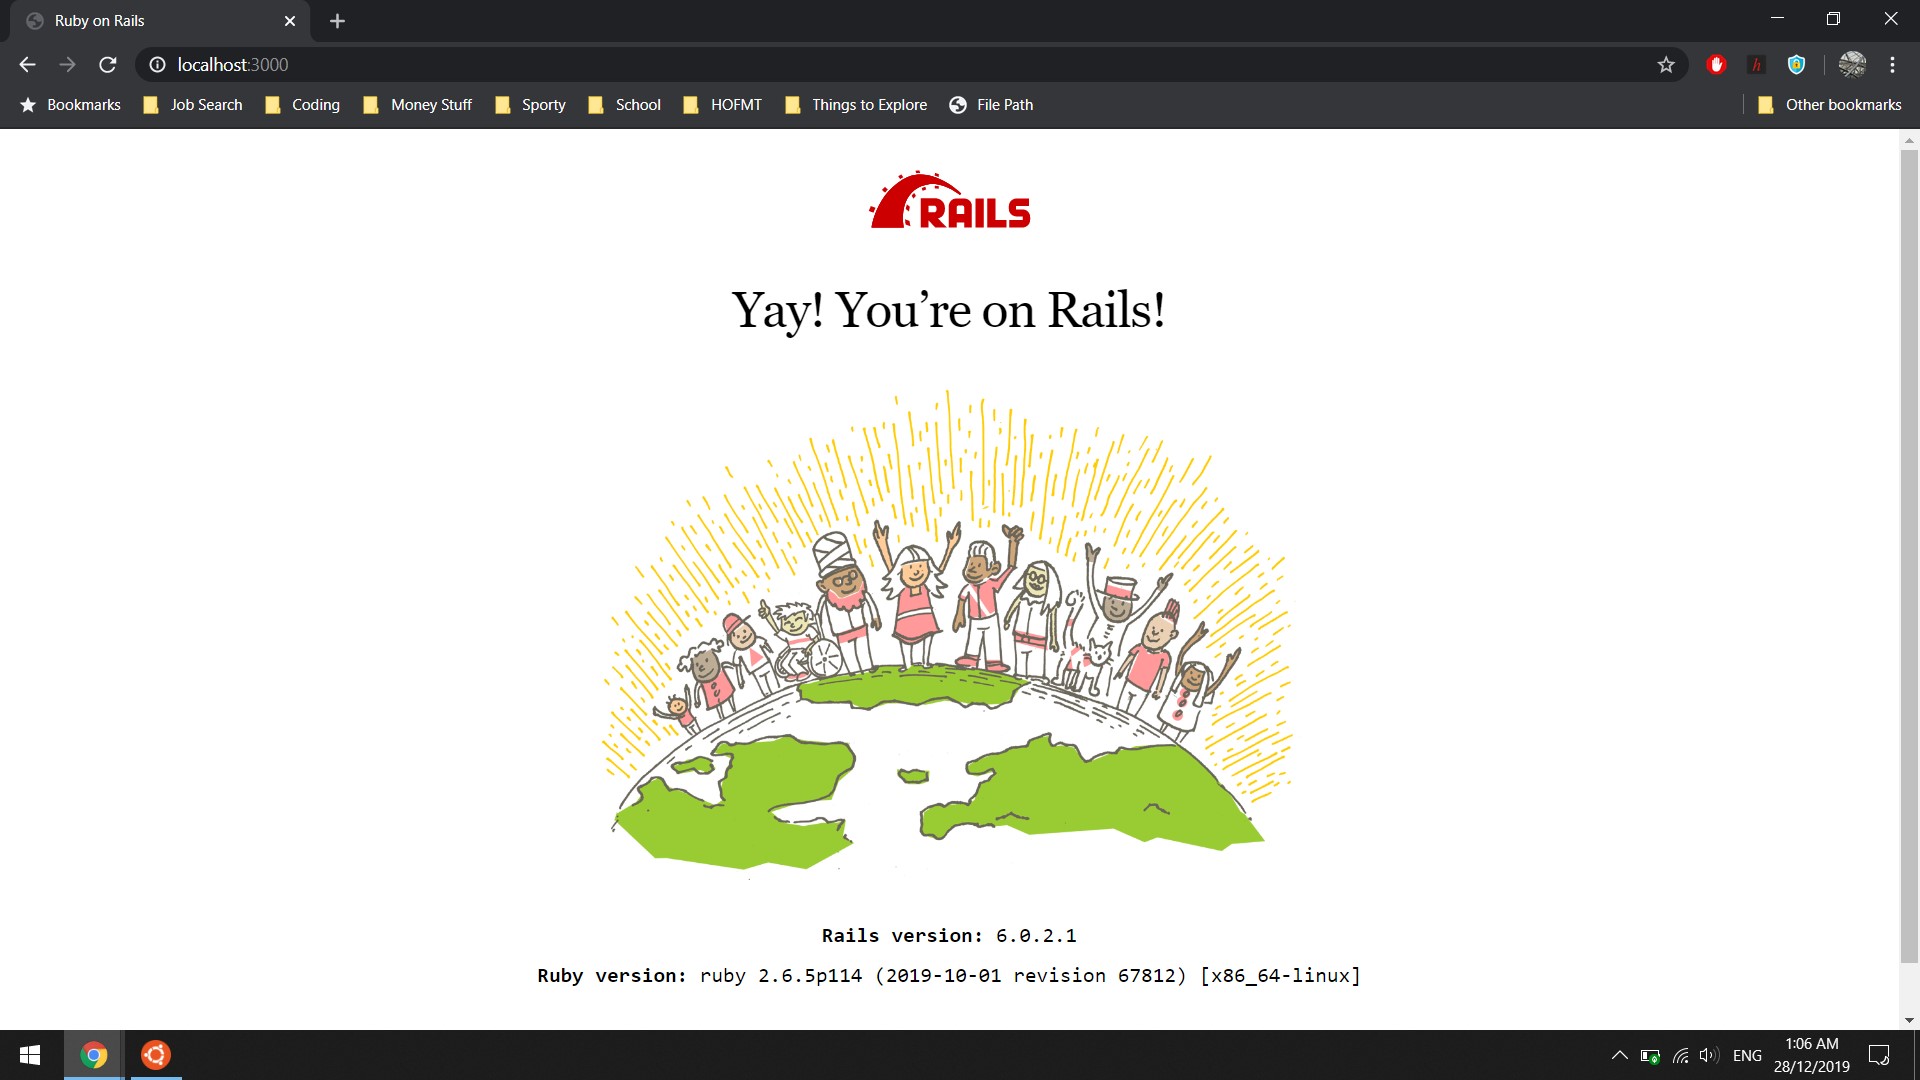 Ruby on Rails
localhost:3000
h
Bookmarks Job Search Coding Money Stuff Sporty School HOFMT Things to Explore File Path Other bookmarks
RAILS
Yay! You’re on Rails!
Rails version: 6.0.2.1
Ruby version: ruby 2.6.5p114 (2019-10-01 revision 67812) [x86_64-linux]
ENG
1:06 AM
28/12/2019